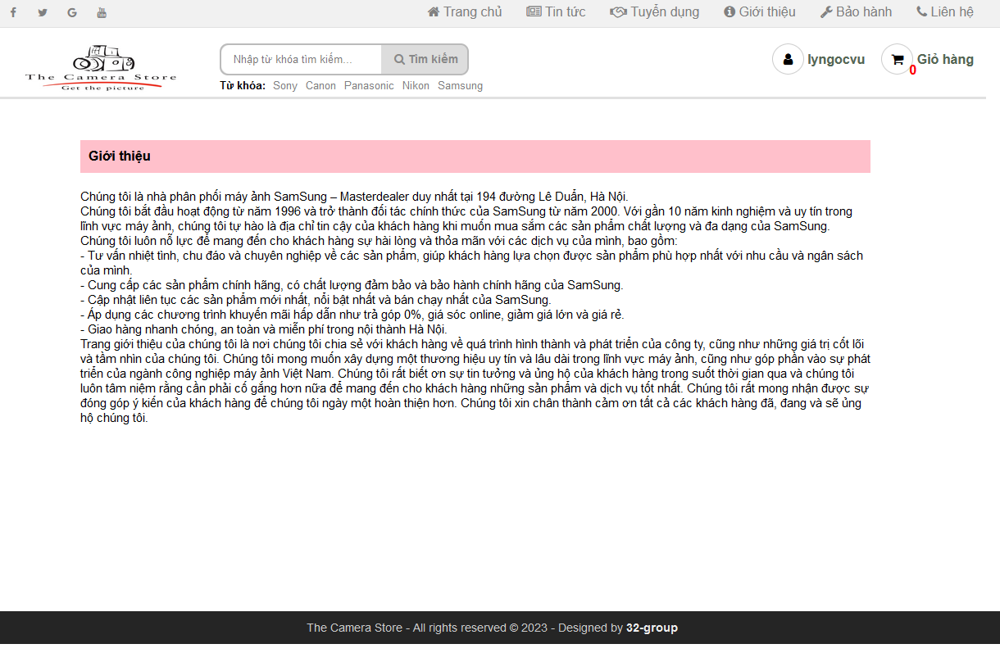 Trang chủ Tin tức Tuyển dụng Giới thiệu Bảo hành Liên hệ
The Camera Store
Get the picture
Nhập từ khóa tìm kiếm... Tìm kiếm
Từ khóa: Sony Canon Panasonic Nikon Samsung
lyngocvu
Giỏ hàng
0
Giới thiệu
Chúng tôi là nhà phân phối máy ảnh SamSung – Masterdealer duy nhất tại 194 đường Lê Duẩn, Hà Nội.
Chúng tôi bắt đầu hoạt động từ năm 1996 và trở thành đối tác chính thức của SamSung từ năm 2000. Với gần 10 năm kinh nghiệm và uy tín trong
lĩnh vực máy ảnh, chúng tôi tự hào là địa chỉ tin cậy của khách hàng khi muốn mua sắm các sản phẩm chất lượng và đa dạng của SamSung.
Chúng tôi luôn nỗ lực để mang đến cho khách hàng sự hài lòng và thỏa mãn với các dịch vụ của mình, bao gồm:
- Tư vấn nhiệt tình, chu đáo và chuyên nghiệp về các sản phẩm, giúp khách hàng lựa chọn được sản phẩm phù hợp nhất với nhu cầu và ngân sách
của mình.
- Cung cấp các sản phẩm chính hãng, có chất lượng đảm bảo và bảo hành chính hãng của SamSung.
- Cập nhật liên tục các sản phẩm mới nhất, nổi bật nhất và bán chạy nhất của SamSung.
- Áp dụng các chương trình khuyến mãi hấp dẫn như trả góp 0%, giá sóc online, giảm giá lớn và giá rẻ.
- Giao hàng nhanh chóng, an toàn và miễn phí trong nội thành Hà Nội.
Trang giới thiệu của chúng tôi là nơi chúng tôi chia sẻ với khách hàng về quá trình hình thành và phát triển của công ty, cũng như những giá trị cốt lõi
và tầm nhìn của chúng tôi. Chúng tôi mong muốn xây dựng một thương hiệu uy tín và lâu dài trong lĩnh vực máy ảnh, cũng như góp phần vào sự phát
triển của ngành công nghiệp máy ảnh Việt Nam. Chúng tôi rất biết ơn sự tin tưởng và ủng hộ của khách hàng trong suốt thời gian qua và chúng tôi
luôn tâm niệm rằng cần phải cố gắng hơn nữa để mang đến cho khách hàng những sản phẩm và dịch vụ tốt nhất. Chúng tôi rất mong nhận được sự
đóng góp ý kiến của khách hàng để chúng tôi ngày một hoàn thiện hơn. Chúng tôi xin chân thành cảm ơn tất cả các khách hàng đã, đang và sẽ ủng
hộ chúng tôi.
The Camera Store - All rights reserved © 2023 - Designed by 32-group